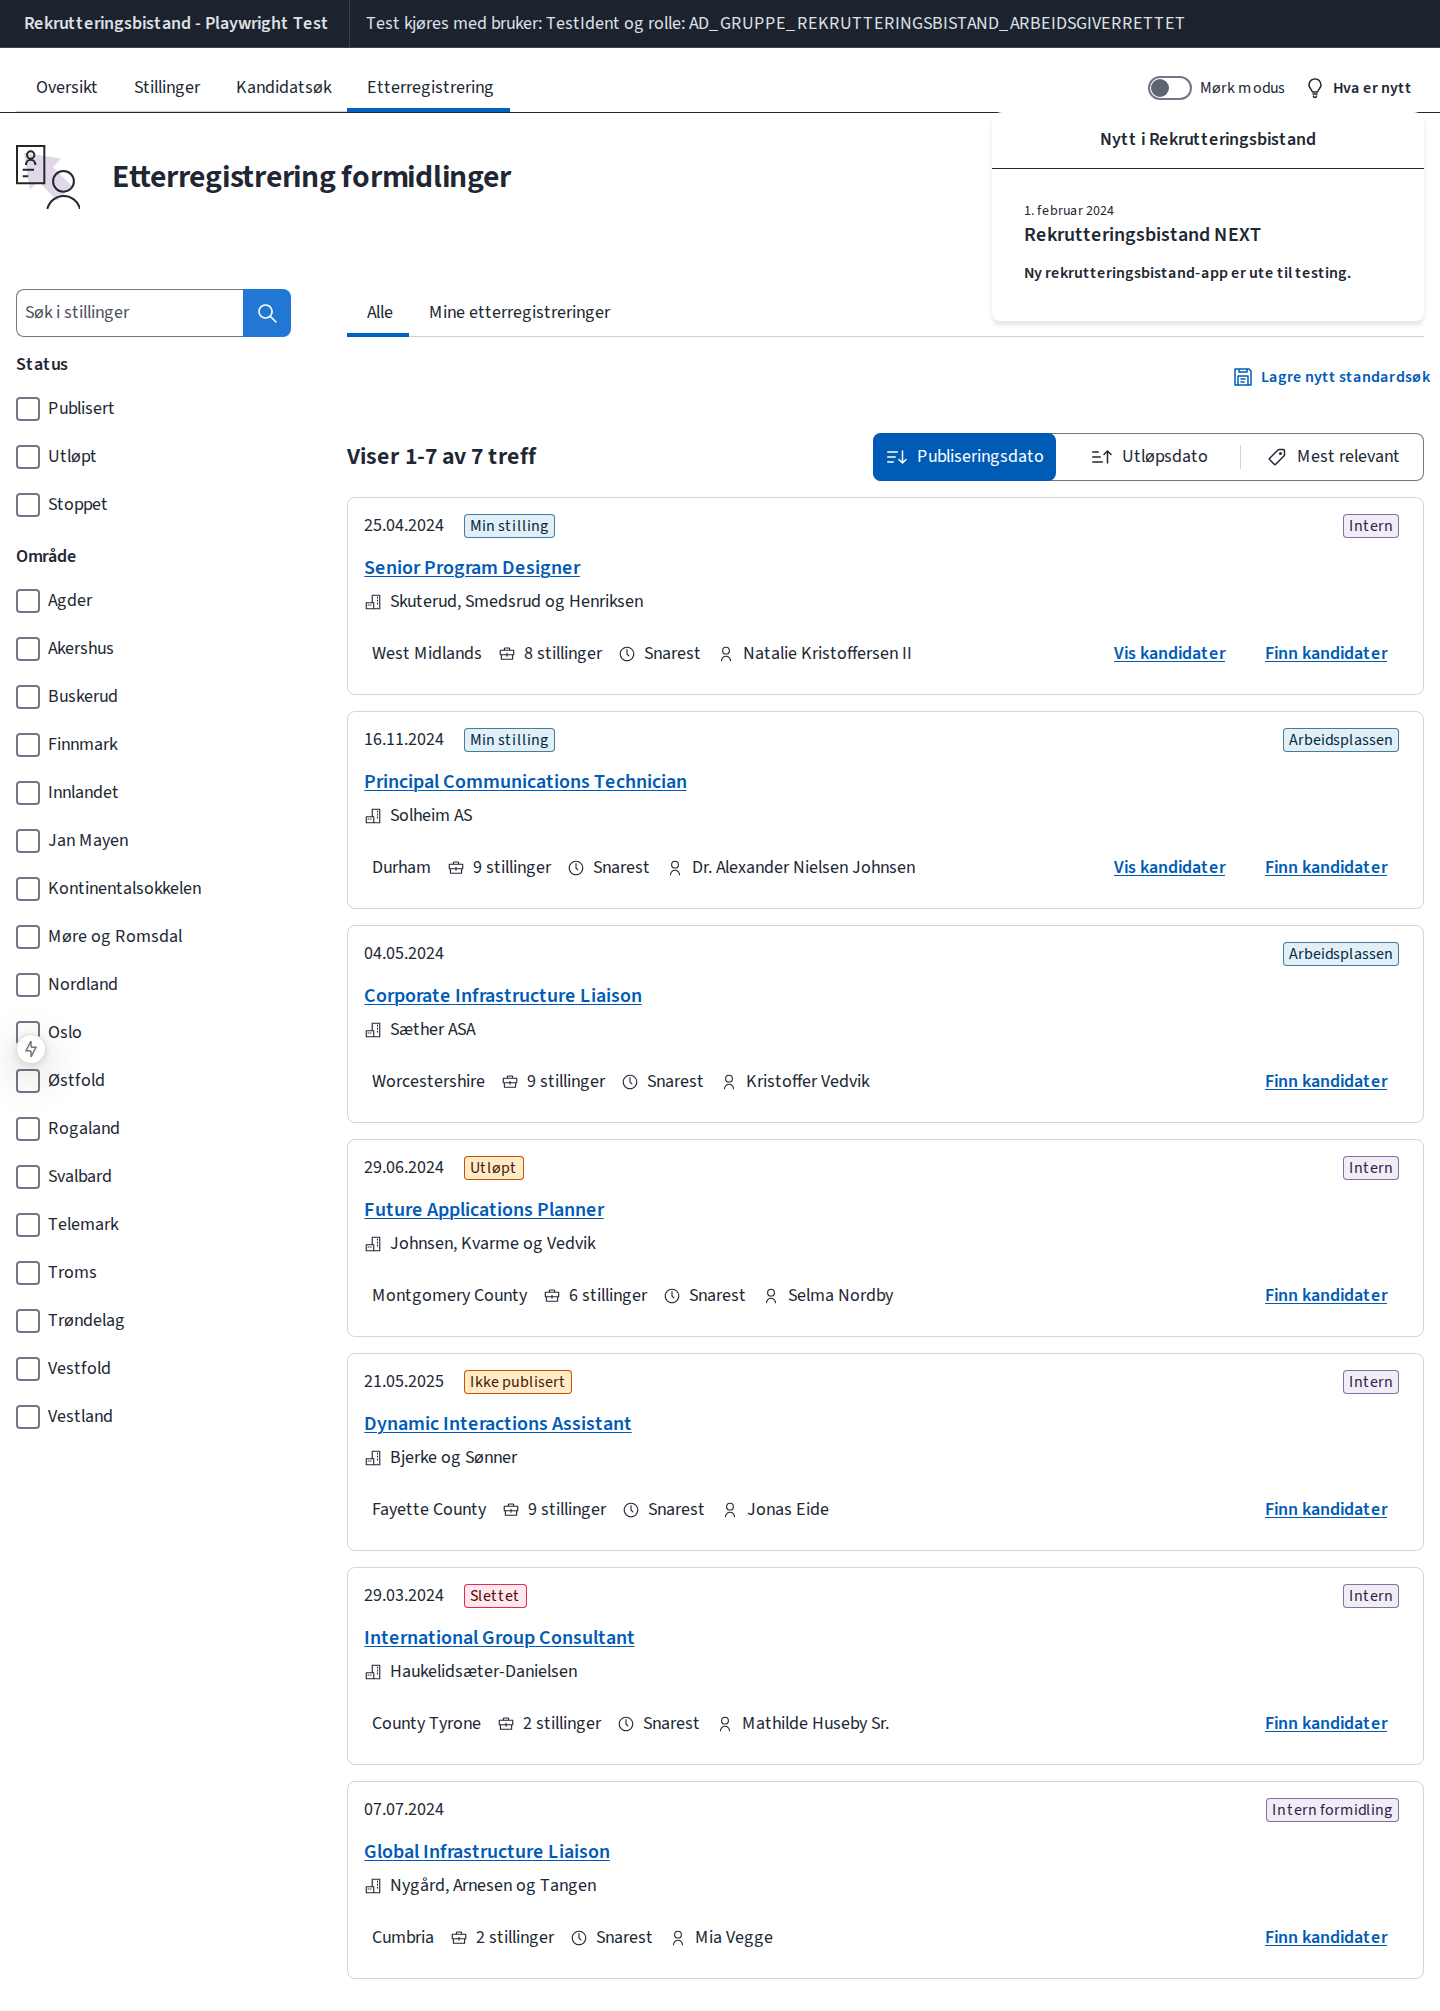 Rekrutteringsbistand - Playwright Test
Test kjøres med bruker: TestIdent og rolle: AD_GRUPPE_REKRUTTERINGSBISTAND_ARBEIDSGIVERRETTET
Oversikt
Stillinger
Kandidatsøk
Etterregistrering
Mørk modus
Hva er nytt
Nytt i Rekrutteringsbistand
1. februar 2024
Rekrutteringsbistand NEXT
Ny rekrutteringsbistand-app er ute til testing.
Etterregistrering formidlinger
Søk i stillinger
Status
Publisert
Utløpt
Stoppet
Område
Agder
Akershus
Buskerud
Finnmark
Innlandet
Jan Mayen
Kontinentalsokkelen
Møre og Romsdal
Nordland
Oslo
Østfold
Rogaland
Svalbard
Telemark
Troms
Trøndelag
Vestfold
Vestland
Alle
Mine etterregistreringer
Lagre nytt standardsøk
Viser 1-7 av 7 treff
Publiseringsdato
Utløpsdato
Mest relevant
25.04.2024 Min stilling Intern
Senior Program Designer
Skuterud, Smedsrud og Henriksen
West Midlands 8 stillinger Snarest Natalie Kristoffersen II Vis kandidater Finn kandidater
16.11.2024 Min stilling Arbeidsplassen
Principal Communications Technician
Solheim AS
Durham 9 stillinger Snarest Dr. Alexander Nielsen Johnsen Vis kandidater Finn kandidater
04.05.2024 Arbeidsplassen
Corporate Infrastructure Liaison
Sæther ASA
Worcestershire 9 stillinger Snarest Kristoffer Vedvik Finn kandidater
29.06.2024 Utløpt Intern
Future Applications Planner
Johnsen, Kvarme og Vedvik
Montgomery County 6 stillinger Snarest Selma Nordby Finn kandidater
21.05.2025 Ikke publisert Intern
Dynamic Interactions Assistant
Bjerke og Sønner
Fayette County 9 stillinger Snarest Jonas Eide Finn kandidater
29.03.2024 Slettet Intern
International Group Consultant
Haukelidsæter-Danielsen
County Tyrone 2 stillinger Snarest Mathilde Huseby Sr. Finn kandidater
07.07.2024 Intern formidling
Global Infrastructure Liaison
Nygård, Arnesen og Tangen
Cumbria 2 stillinger Snarest Mia Vegge Finn kandidater